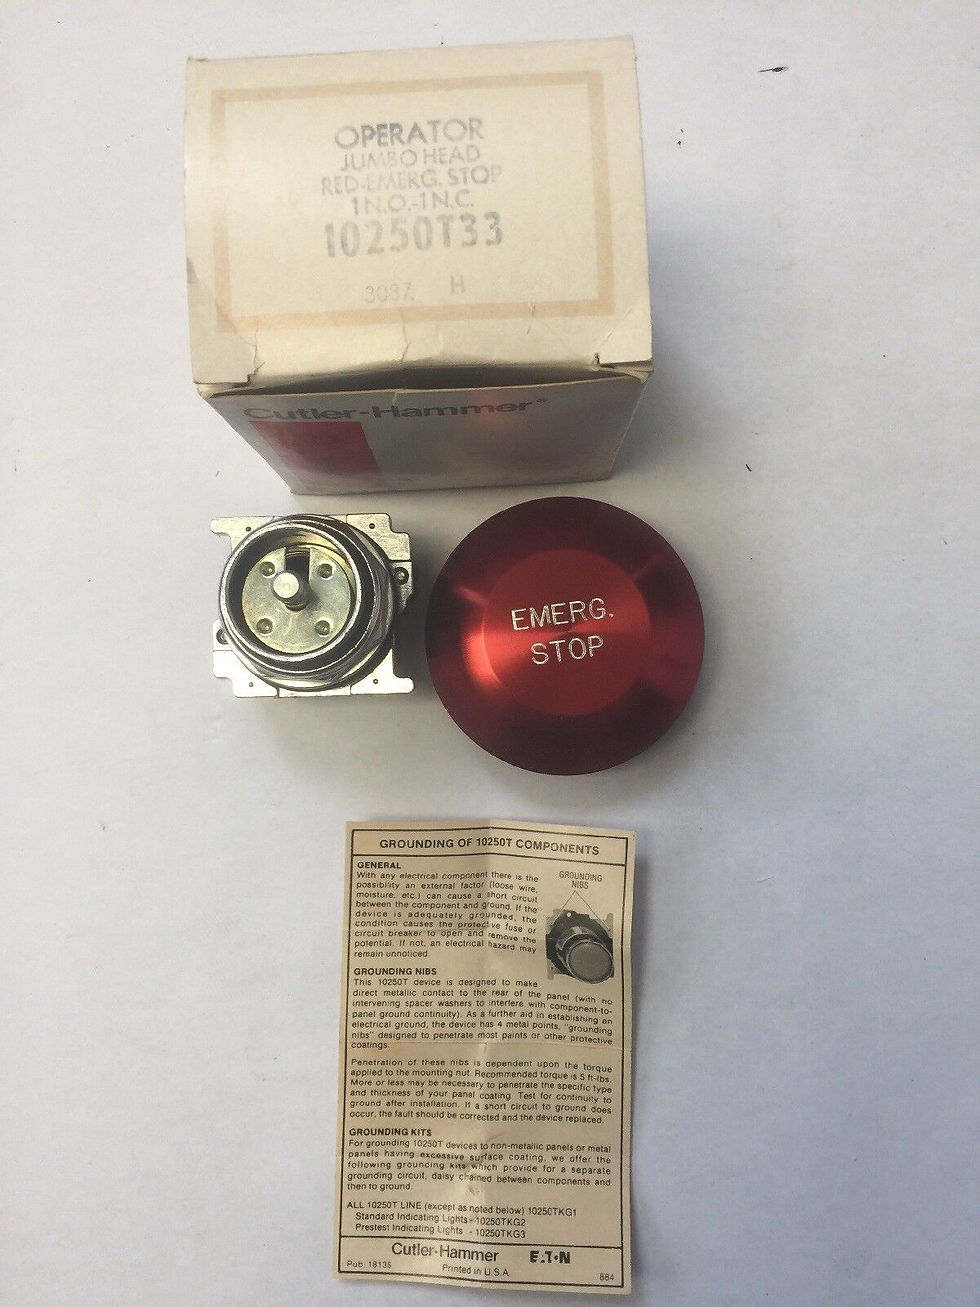 OPERATOR
JUMBO HEAD
RED-EMERG. STOP
1 N.O.-1 N.C.
10250T33
3037 H
Cutler-Hammer®
EMERG.
STOP
GROUNDING OF 10250T COMPONENTS
GENERAL
With any electrical component there is the
possibility an external factor (loose wire,
moisture, etc.) can cause a short circuit
between the component and ground. If the
device is adequately grounded, the
condition causes the protective fuse or
circuit breaker to open and remove the
potential. If not, an electrical hazard may
remain unnoticed.
GROUNDING
NIBS
GROUNDING NIBS
This 10250T device is designed to make
direct metallic contact to the rear of the panel (with no
intervening spacer washers to interfere with component-to-
panel ground continuity). As a further aid in establishing an
electrical ground, the device has 4 metal points, "grounding
nibs" designed to penetrate most paints or other protective
coatings.
Penetration of these nibs is dependent upon the torque
applied to the mounting nut. Recommended torque is 5 ft-lbs.
More or less may be necessary to penetrate the specific type
and thickness of your panel coating. Test for continuity to
ground after installation. If a short circuit to ground does
occur, the fault should be corrected and the device replaced.
GROUNDING KITS
For grounding 10250T devices to non-metallic panels or metal
panels having excessive surface coating, we offer the
following grounding kits which provide for a separate
grounding circuit, daisy chained between components and
then to ground.
ALL 10250T LINE (except as noted below) 10250TKG1
Standard Indicating Lights - 10250TKG2
Prestest Indicating Lights - 10250TKG3
Cutler-Hammer EATON
Pub. 18135 Printed in U.S.A. 884